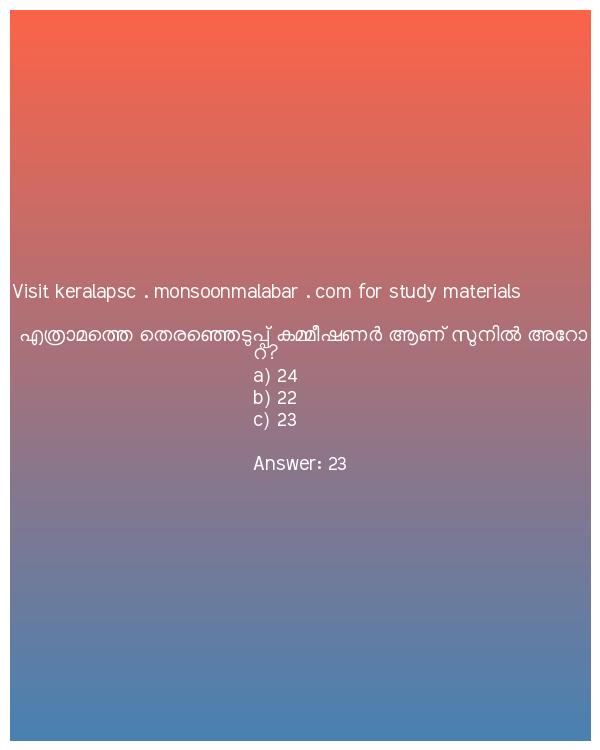 Visit keralapsc . monsoonmalabar . com for study materials
എത്രാമത്തെ തെരഞ്ഞെടുപ്പ് കമ്മീഷണർ ആണ് സുനിൽ അറോ
റ?
a) 24
b) 22
c) 23
Answer: 23